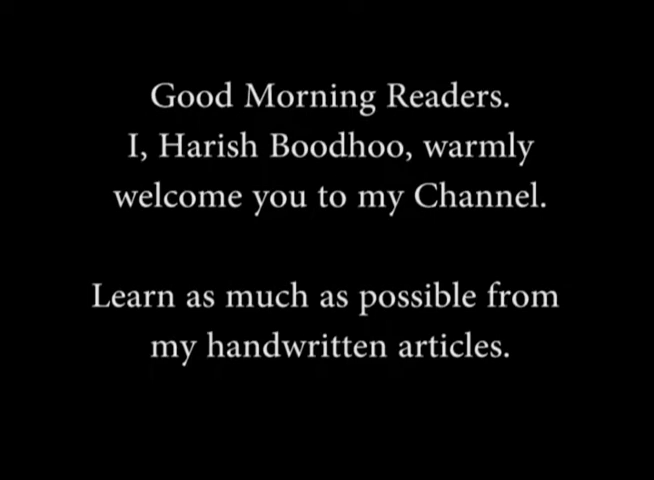 Good Morning Readers.
I, Harish Boodhoo, warmly
welcome you to my Channel.
Learn as much as possible from
my handwritten articles.